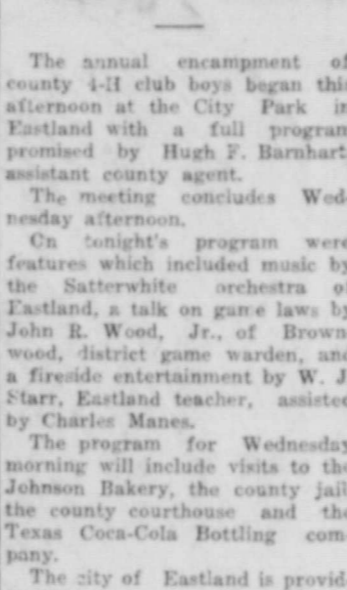 The annual encampment of
county 4-H club boys began this
afternoon at the City Park in
Eastland with a full program
promised by Hugh F. Barnhart,
assistant county agent.
The meeting concludes Wed-
nesday afternoon.
On tonight's program were
features which included music by
the Satterwhite orchestra of
Eastland, a talk on game laws by
John R. Wood, Jr., of Brown-
wood, district game warden, and
a fireside entertainment by W. J.
Starr, Eastland teacher, assisted
by Charles Manes.
The program for Wednesday
morning will include visits to the
Johnson Bakery, the county jail,
the county courthouse and the
Texas Coca-Cola Bottling com-
pany.
The city of Eastland is provid-